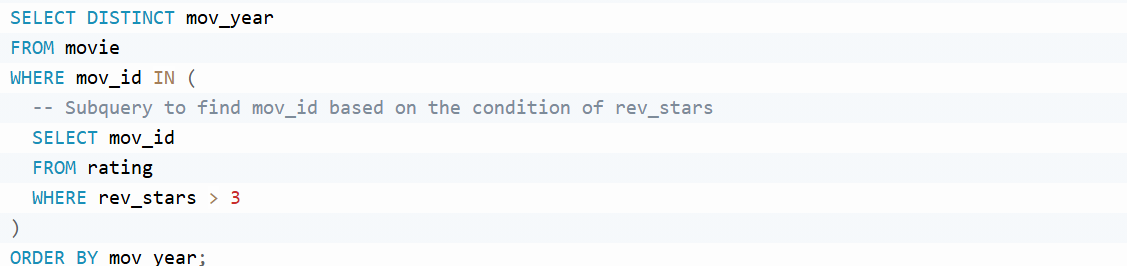 SELECT DISTINCT mov_year
FROM movie
WHERE mov_id IN (
  -- Subquery to find mov_id based on the condition of rev_stars
  SELECT mov_id
  FROM rating
  WHERE rev_stars > 3
)
ORDER BY mov_year;